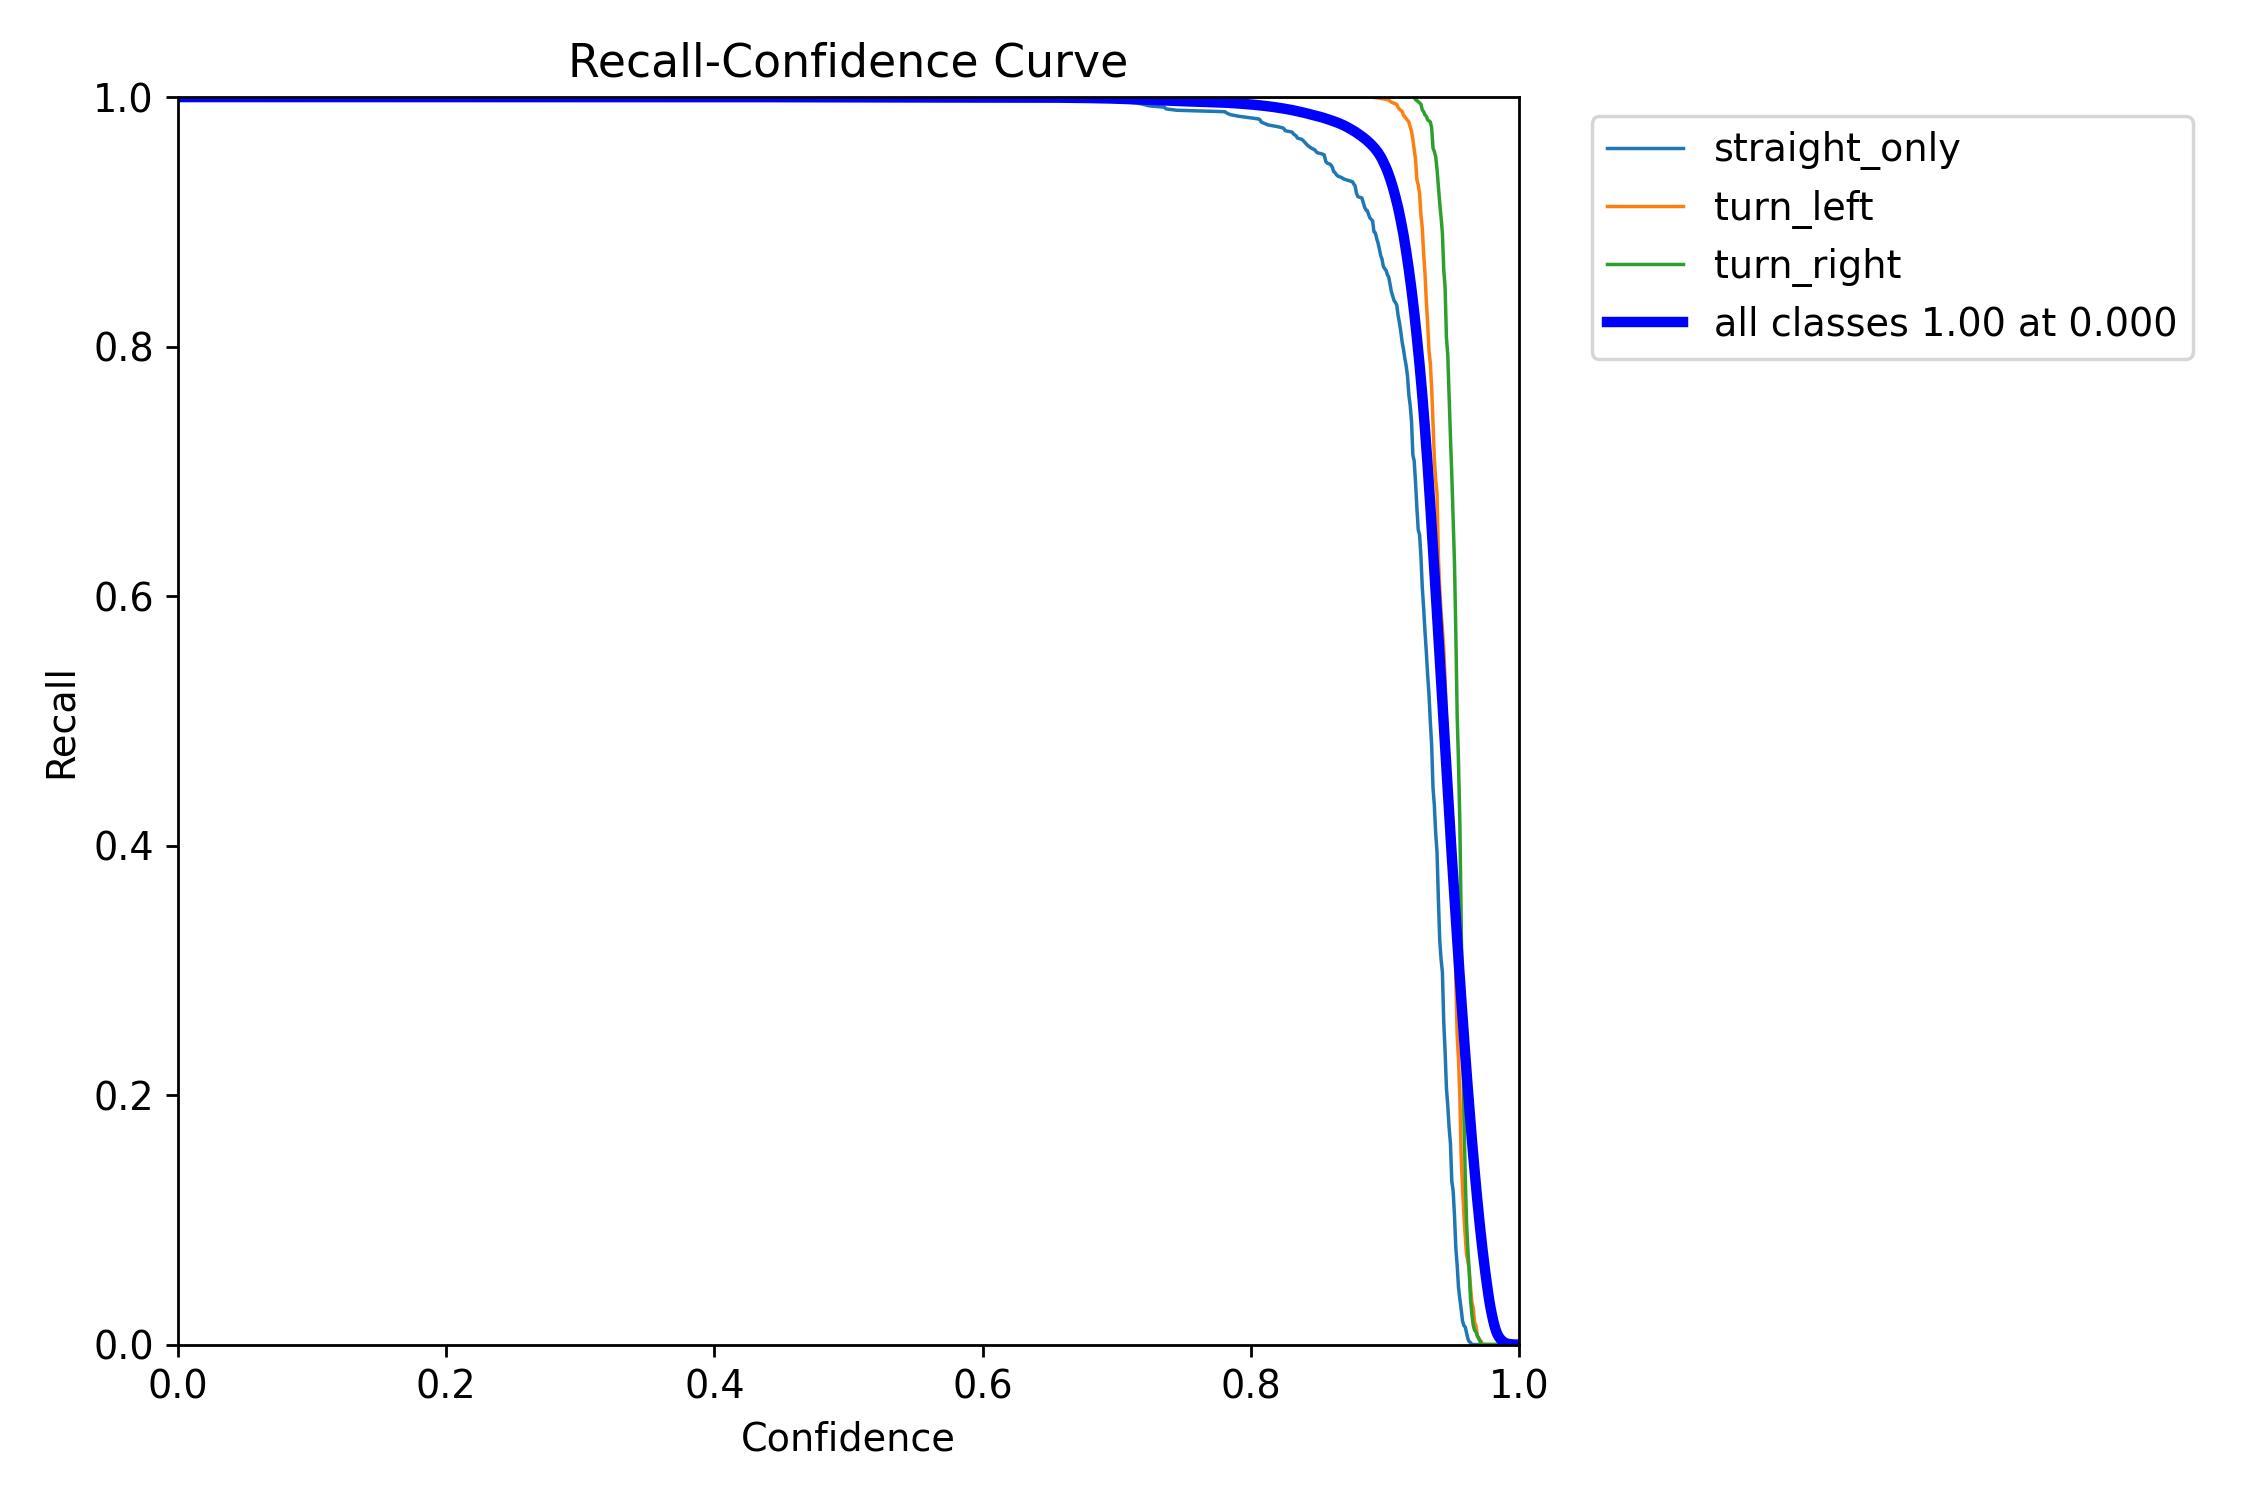 Recall-Confidence Curve
1.0
0.8
0.6
0.4
0.2
0.0
Recall
0.0 0.2 0.4 0.6 0.8 1.0
Confidence
straight_only
turn_left
turn_right
all classes 1.00 at 0.000